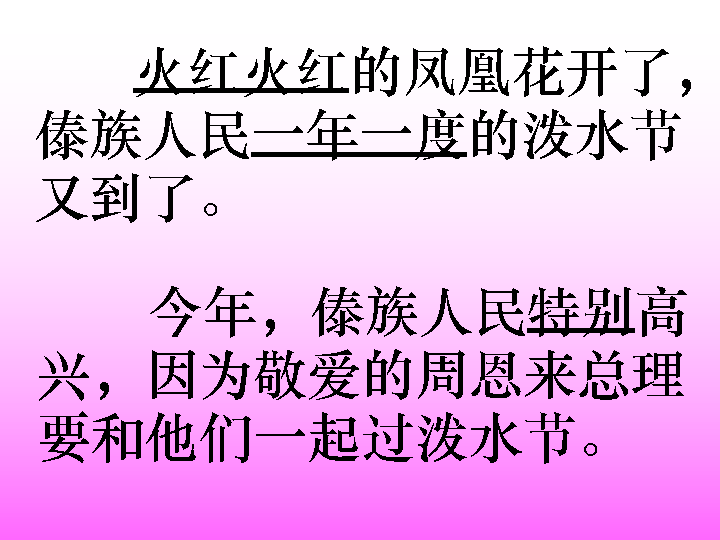 火红火红的凤凰花开了，
傣族人民一年一度的泼水节
又到了。
今年，傣族人民特别高
兴，因为敬爱的周恩来总理
要和他们一起过泼水节。